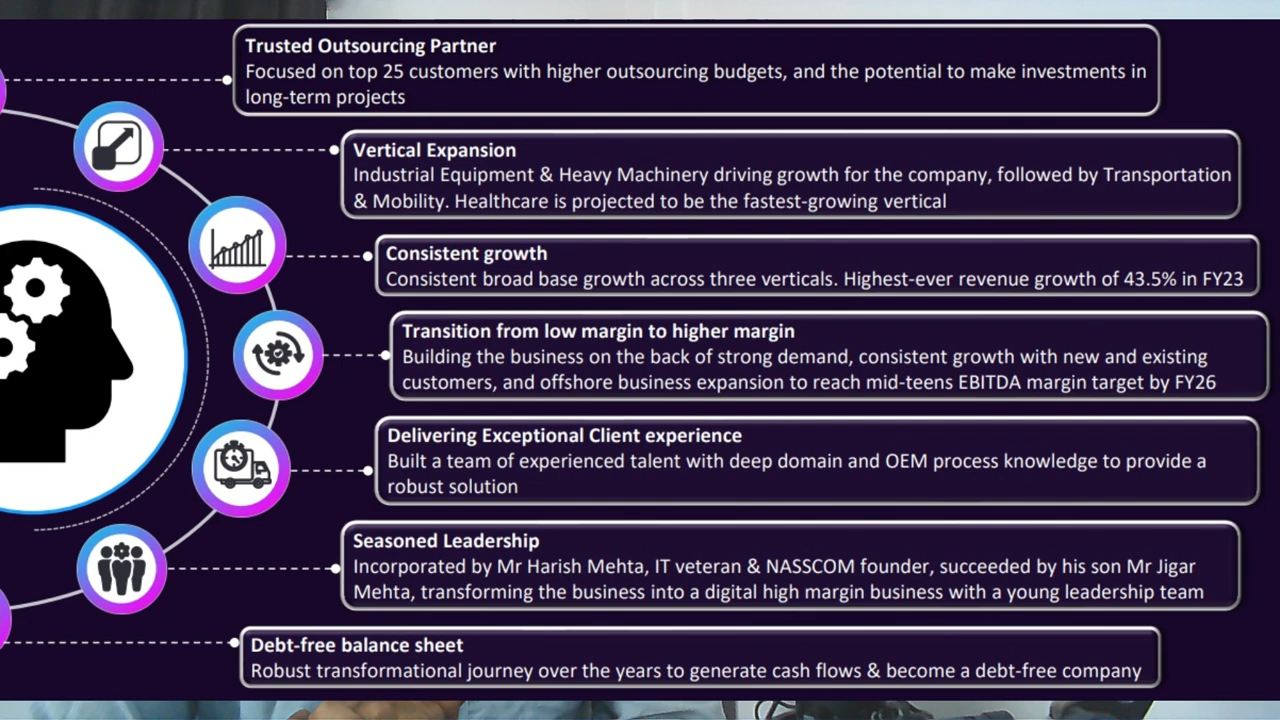 Trusted Outsourcing Partner
Focused on top 25 customers with higher outsourcing budgets, and the potential to make investments in
long-term projects
Vertical Expansion
Industrial Equipment & Heavy Machinery driving growth for the company, followed by Transportation
& Mobility. Healthcare is projected to be the fastest-growing vertical
Consistent growth
Consistent broad base growth across three verticals. Highest-ever revenue growth of 43.5% in FY23
Transition from low margin to higher margin
Building the business on the back of strong demand, consistent growth with new and existing
customers, and offshore business expansion to reach mid-teens EBITDA margin target by FY26
Delivering Exceptional Client experience
Built a team of experienced talent with deep domain and OEM process knowledge to provide a
robust solution
Seasoned Leadership
Incorporated by Mr Harish Mehta, IT veteran & NASSCOM founder, succeeded by his son Mr Jigar
Mehta, transforming the business into a digital high margin business with a young leadership team
Debt-free balance sheet
Robust transformational journey over the years to generate cash flows & become a debt-free company